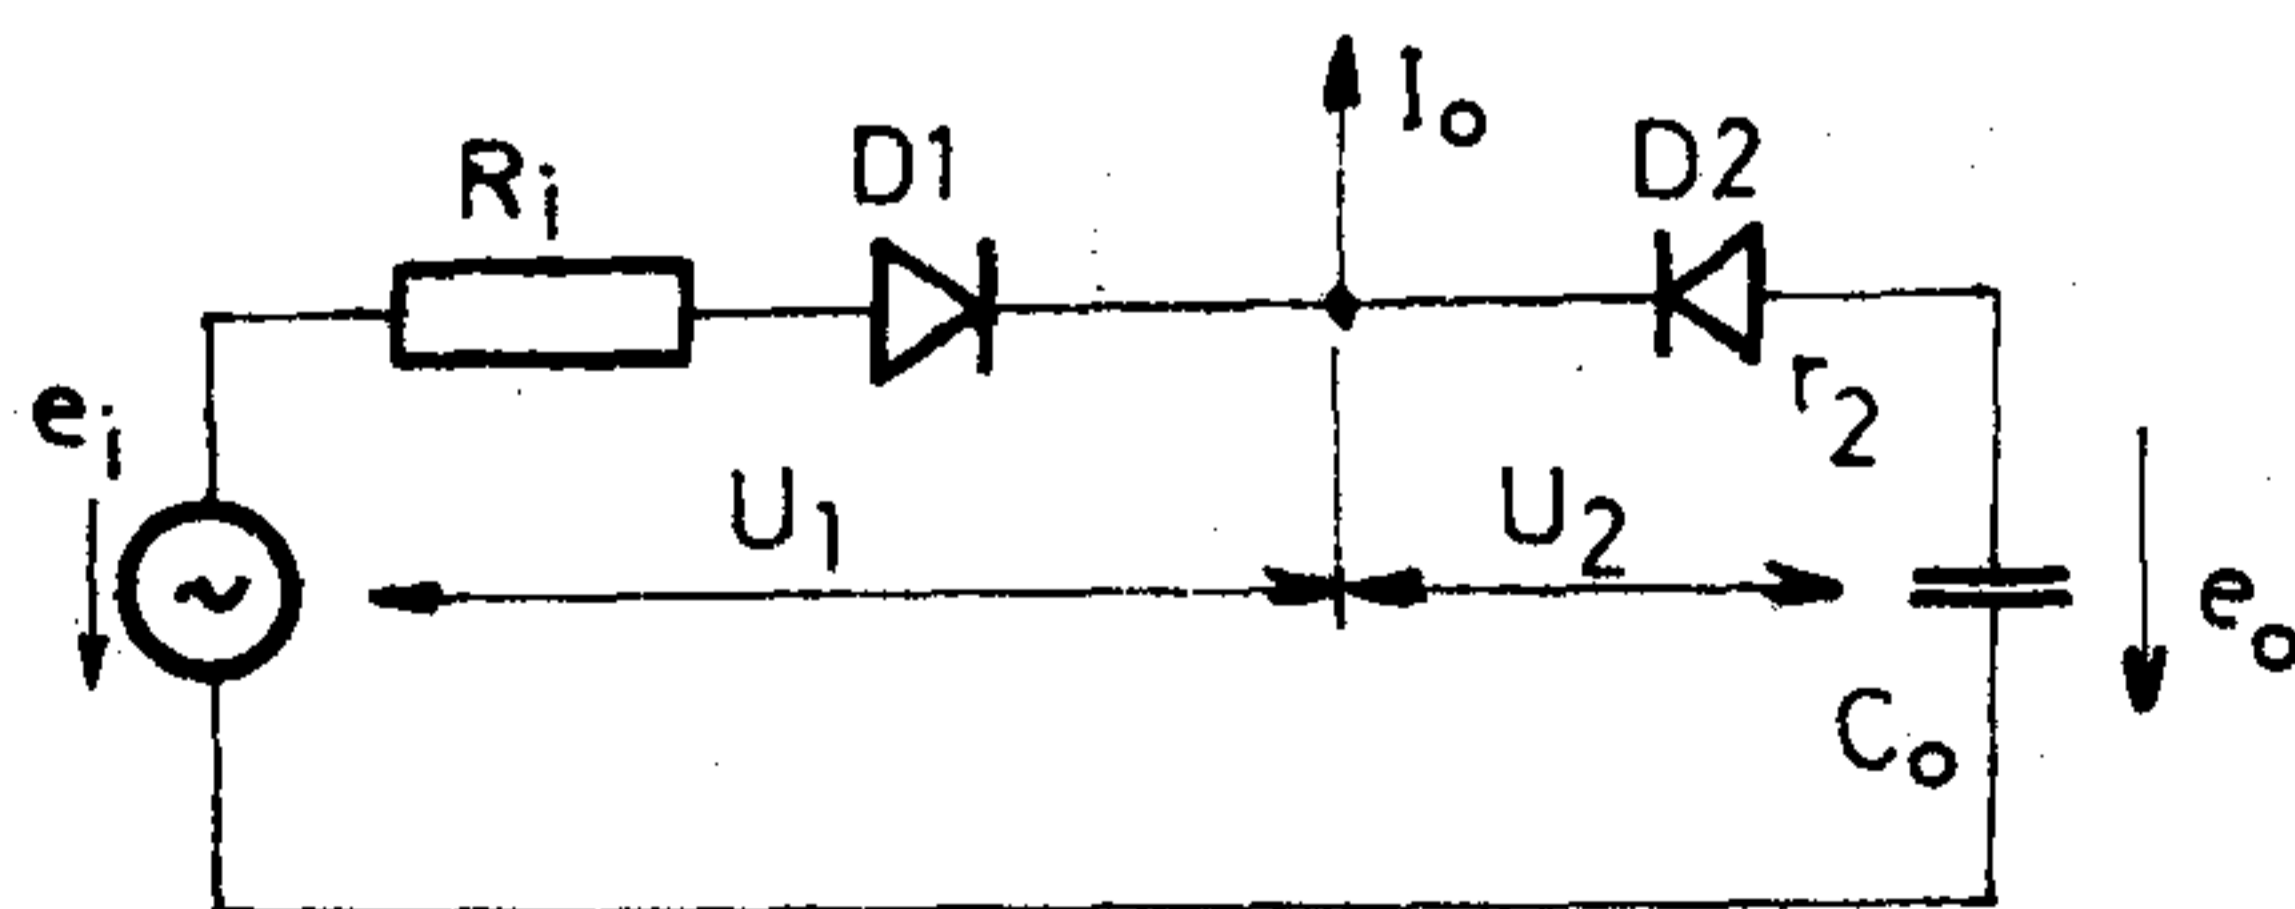 I₀
Rᵢ
D1
D2
r₂
eᵢ
U₁
U₂
e₀
C₀